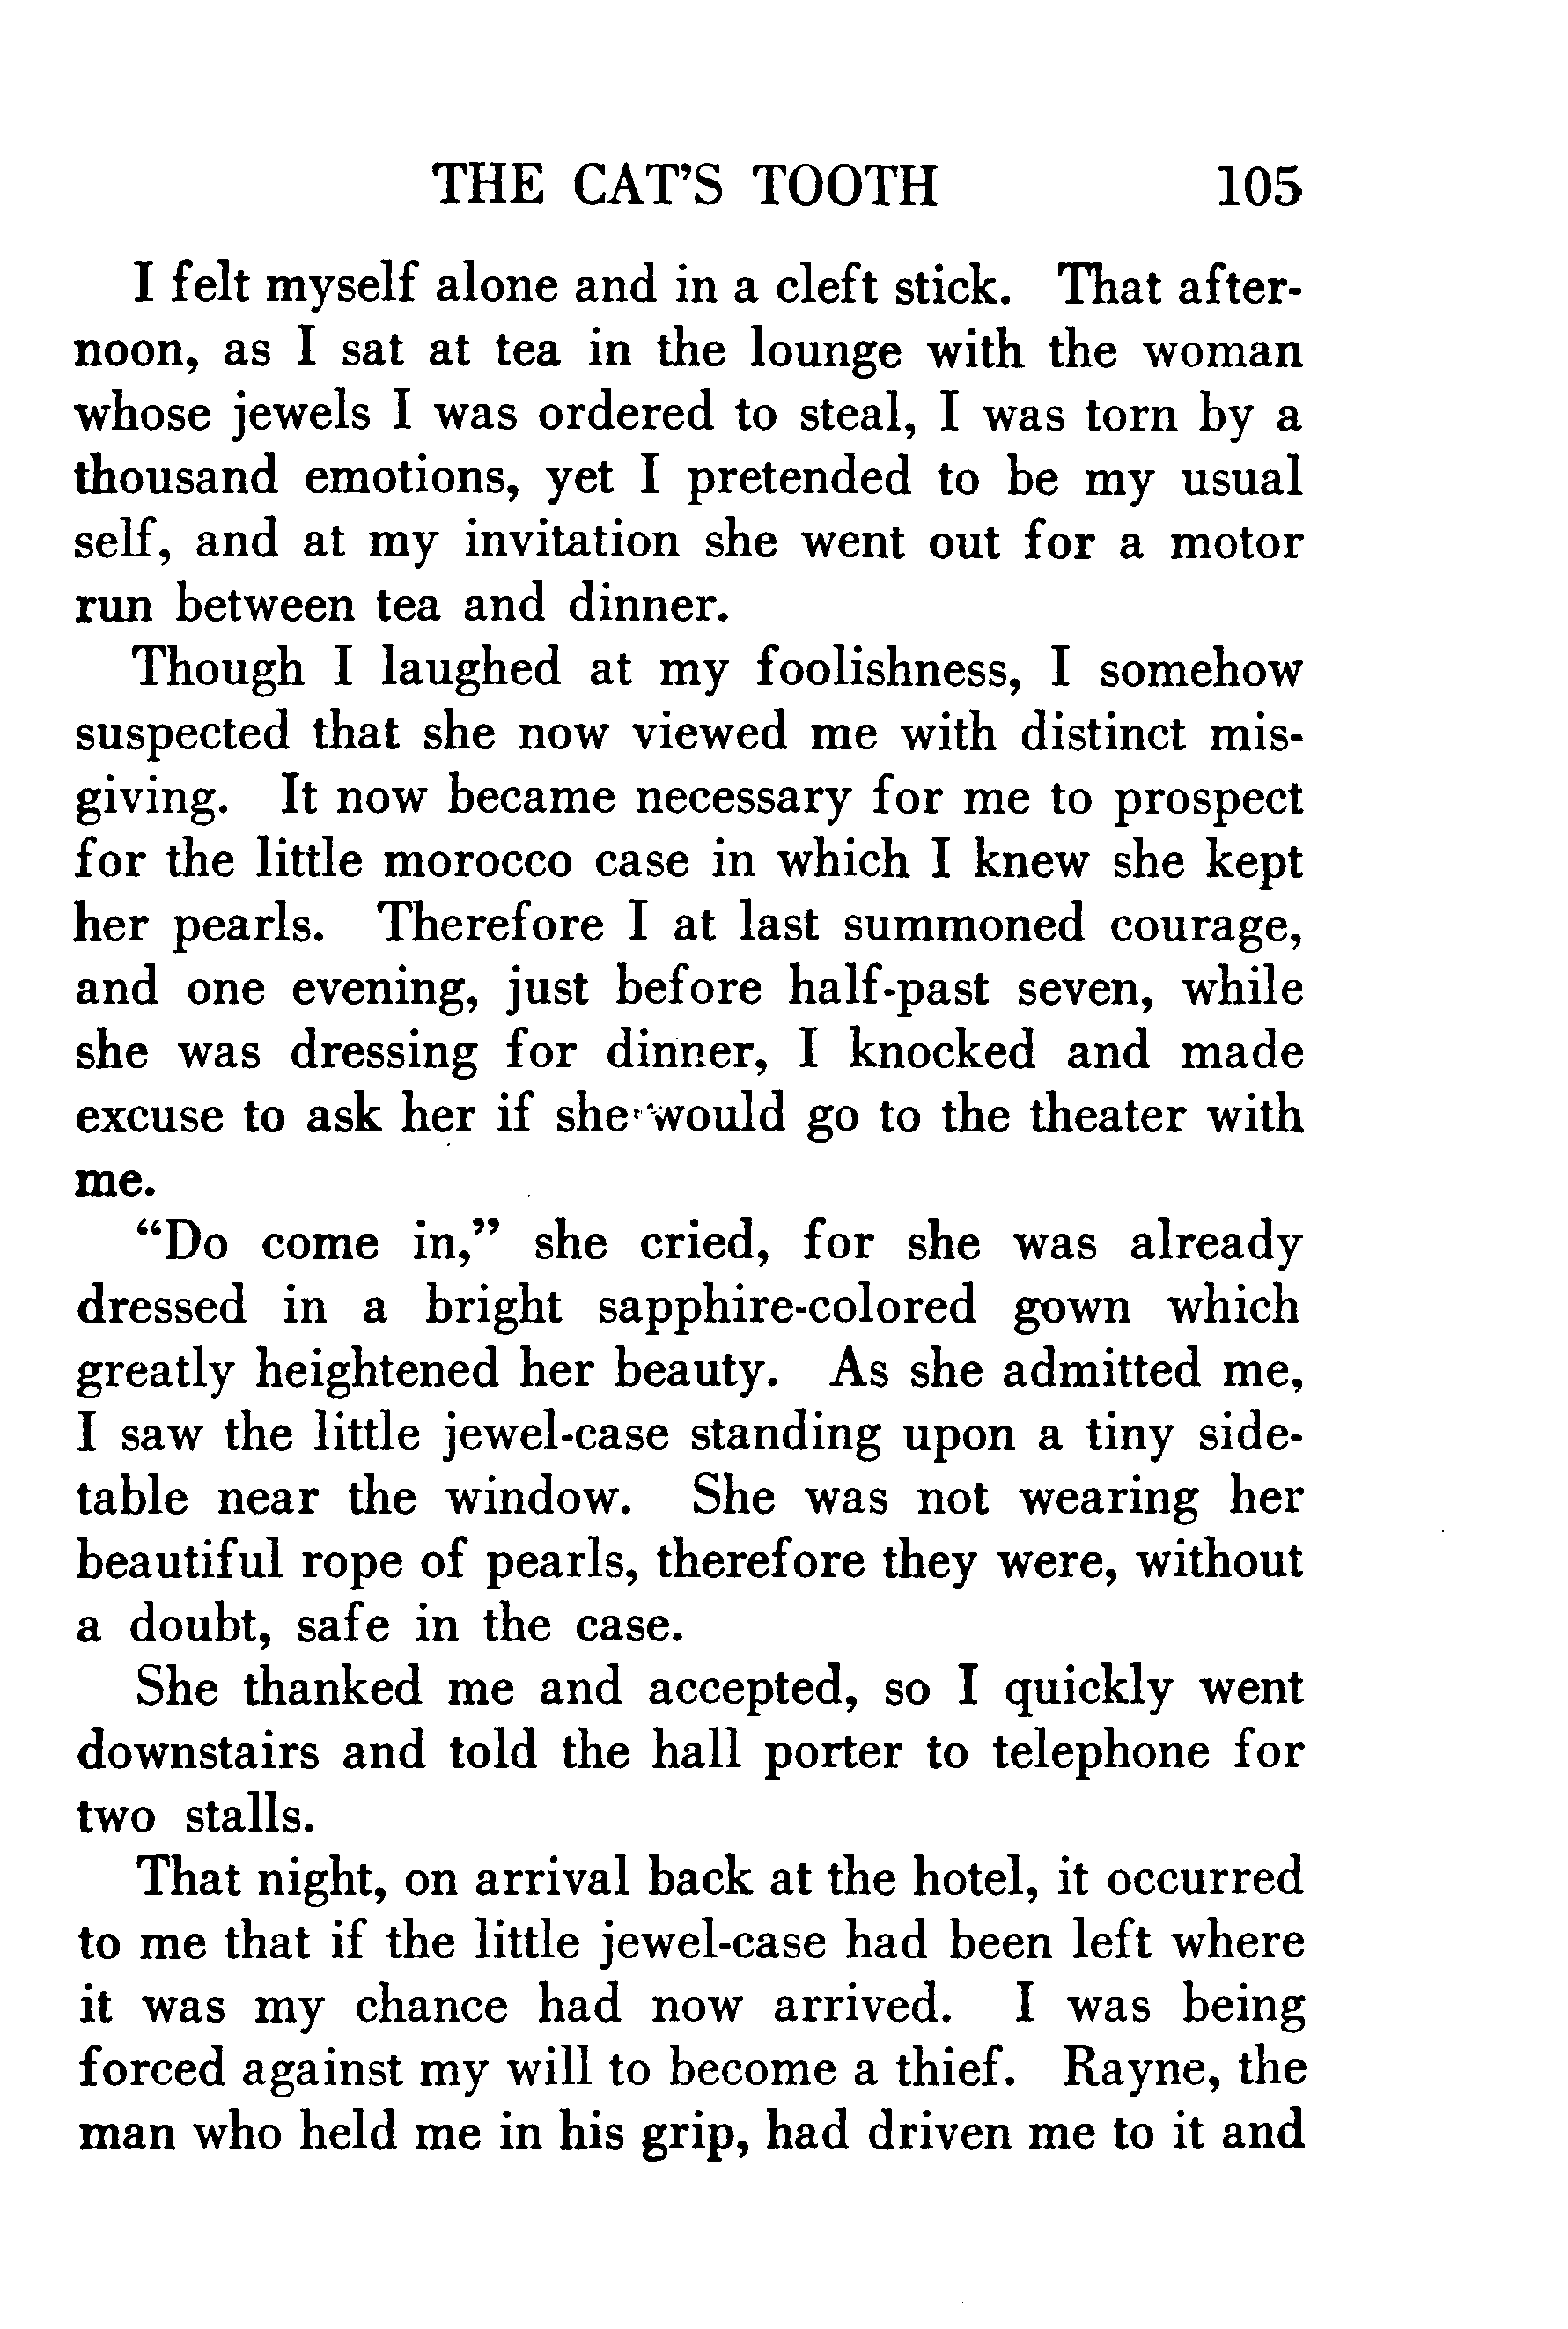 THE CAT'S TOOTH 105
I felt myself alone and in a cleft stick. That after-
noon, as I sat at tea in the lounge with the woman
whose jewels I was ordered to steal, I was torn by a
thousand emotions, yet I pretended to be my usual
self, and at my invitation she went out for a motor
run between tea and dinner.
Though I laughed at my foolishness, I somehow
suspected that she now viewed me with distinct mis-
giving. It now became necessary for me to prospect
for the little morocco case in which I knew she kept
her pearls. Therefore I at last summoned courage,
and one evening, just before half-past seven, while
she was dressing for dinner, I knocked and made
excuse to ask her if she would go to the theater with
me.
“Do come in,” she cried, for she was already
dressed in a bright sapphire-colored gown which
greatly heightened her beauty. As she admitted me,
I saw the little jewel-case standing upon a tiny side-
table near the window. She was not wearing her
beautiful rope of pearls, therefore they were, without
a doubt, safe in the case.
She thanked me and accepted, so I quickly went
downstairs and told the hall porter to telephone for
two stalls.
That night, on arrival back at the hotel, it occurred
to me that if the little jewel-case had been left where
it was my chance had now arrived. I was being
forced against my will to become a thief. Rayne, the
man who held me in his grip, had driven me to it and